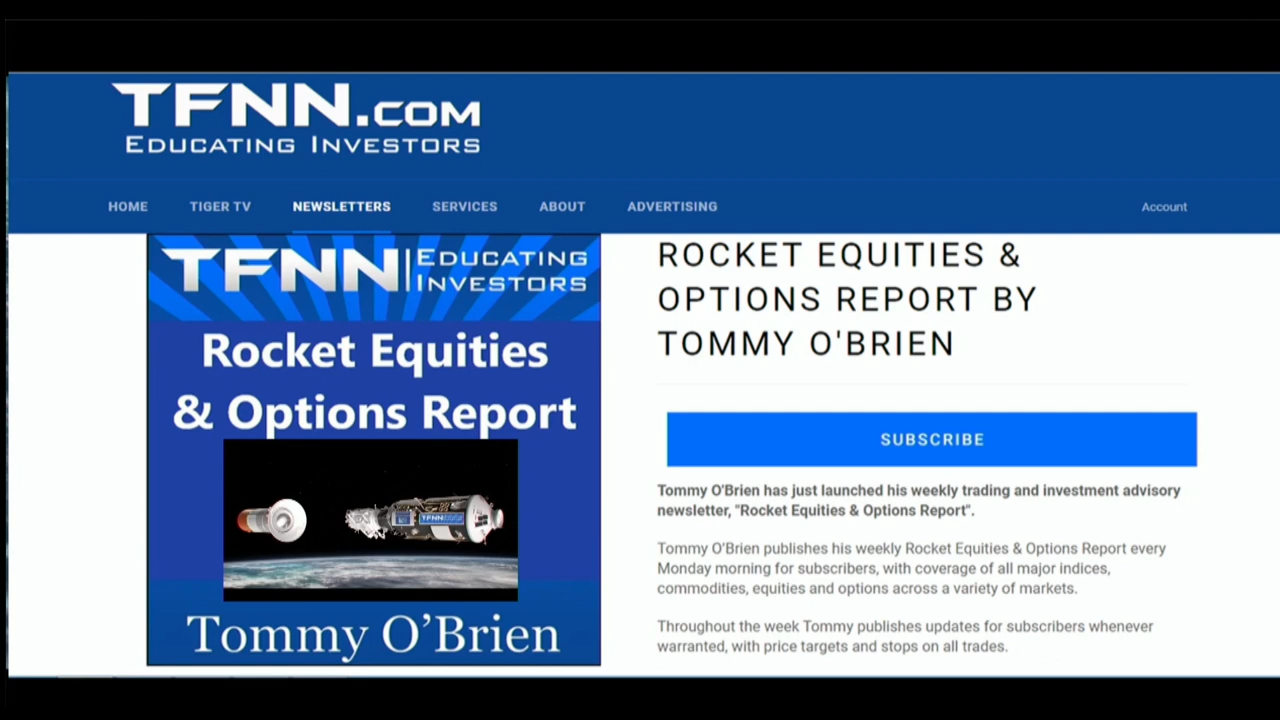 TFNN.COM
EDUCATING INVESTORS
HOME TIGER TV NEWSLETTERS SERVICES ABOUT ADVERTISING Account
TFNN EDUCATING
INVESTORS
Rocket Equities
& Options Report
TFNN
Tommy O’Brien
ROCKET EQUITIES &
OPTIONS REPORT BY
TOMMY O'BRIEN
SUBSCRIBE
Tommy O'Brien has just launched his weekly trading and investment advisory
newsletter, "Rocket Equities & Options Report".
Tommy O’Brien publishes his weekly Rocket Equities & Options Report every
Monday morning for subscribers, with coverage of all major indices,
commodities, equities and options across a variety of markets.
Throughout the week Tommy publishes updates for subscribers whenever
warranted, with price targets and stops on all trades.